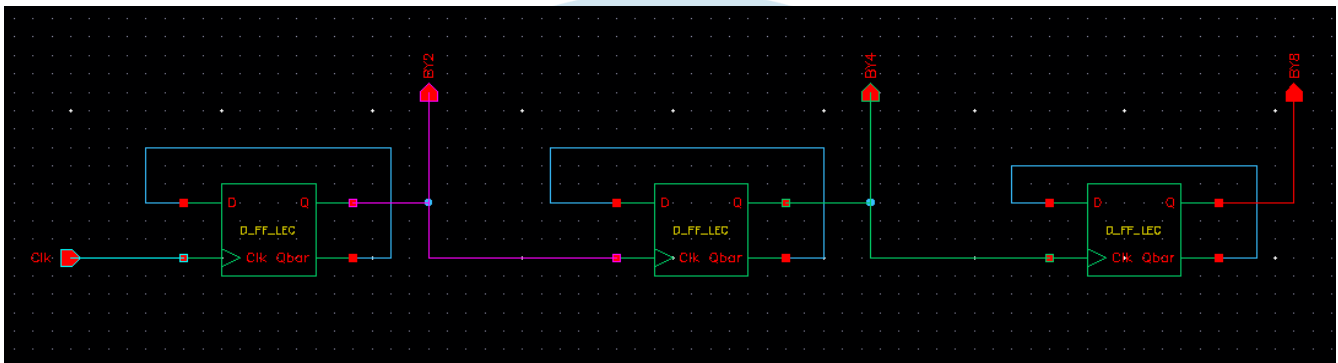 BY2
BY4
BY8
D Q
D_FF_LEC
Clk Qbar
D Q
D_FF_LEC
Clk Qbar
D Q
D_FF_LEC
Clk Qbar
Clk